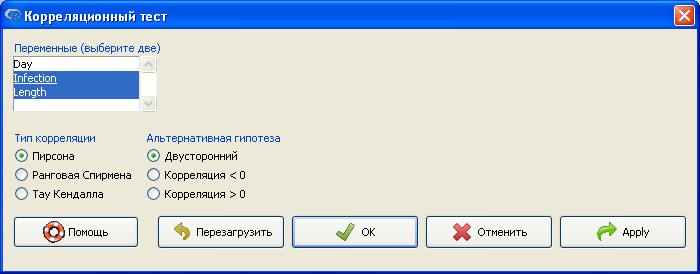 Корреляционный тест
Переменные (выберите две)
Day
Infection
Length
Тип корреляции Альтернативная гипотеза
Пирсона Двусторонний
Ранговая Спирмена Корреляция < 0
Тау Кендалла Корреляция > 0
Помощь Перезагрузить OK Отменить Apply